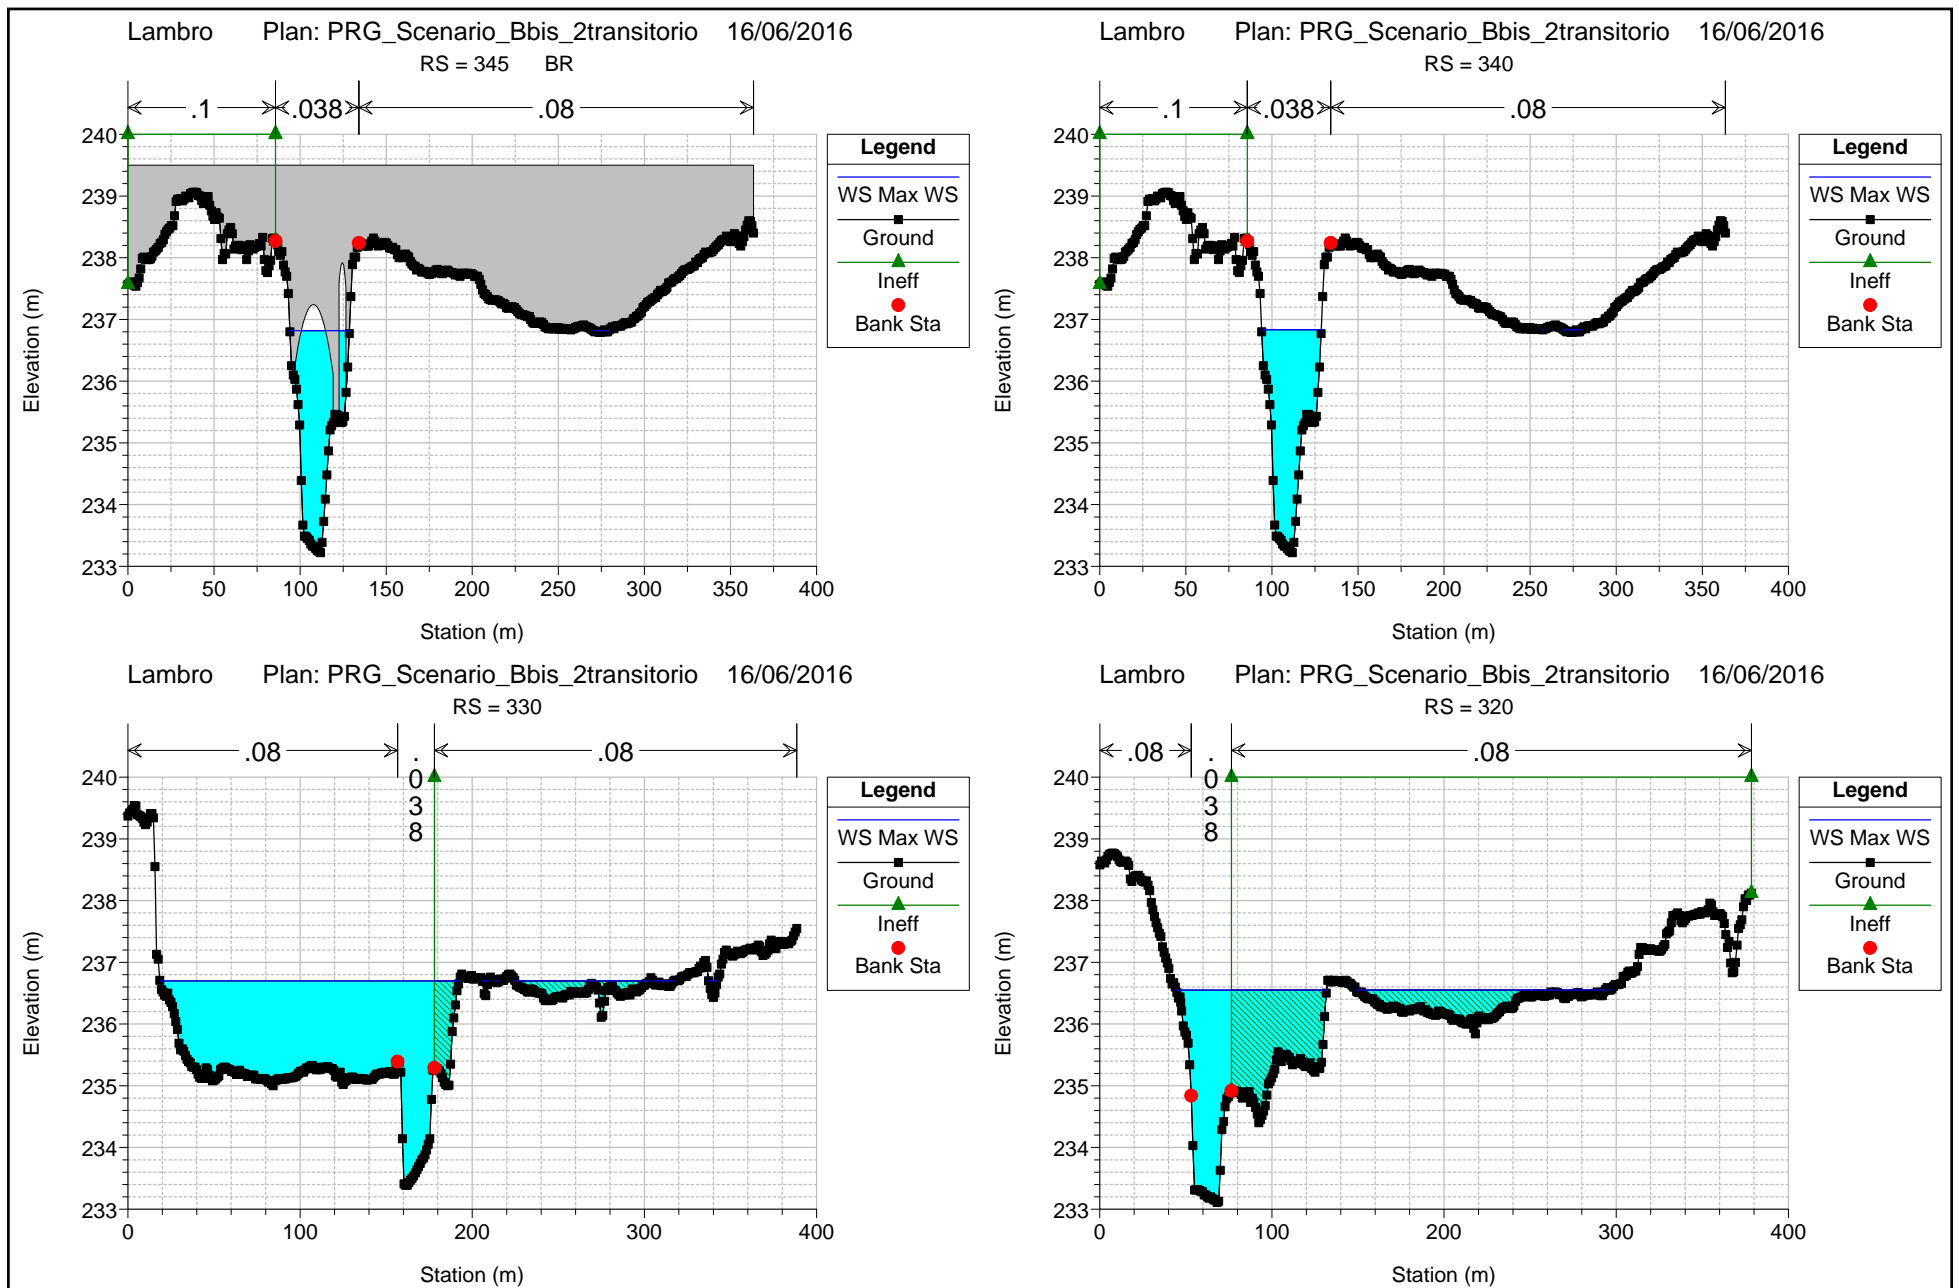 Lambro Plan: PRG_Scenario_Bbis_2transitorio 16/06/2016
RS = 345 BR
.1 .038 .08
240
239
238
237
236
235
234
233
Elevation (m)
0 50 100 150 200 250 300 350 400
Station (m)
Legend
WS Max WS
Ground
Ineff
Bank Sta
Lambro Plan: PRG_Scenario_Bbis_2transitorio 16/06/2016
RS = 340
.1 .038 .08
240
239
238
237
236
235
234
233
Elevation (m)
0 50 100 150 200 250 300 350 400
Station (m)
Legend
WS Max WS
Ground
Ineff
Bank Sta
Lambro Plan: PRG_Scenario_Bbis_2transitorio 16/06/2016
RS = 330
.08 .038 .08
240
239
238
237
236
235
234
233
Elevation (m)
0 100 200 300 400
Station (m)
Legend
WS Max WS
Ground
Ineff
Bank Sta
Lambro Plan: PRG_Scenario_Bbis_2transitorio 16/06/2016
RS = 320
.08 .038 .08
240
239
238
237
236
235
234
233
Elevation (m)
0 100 200 300 400
Station (m)
Legend
WS Max WS
Ground
Ineff
Bank Sta